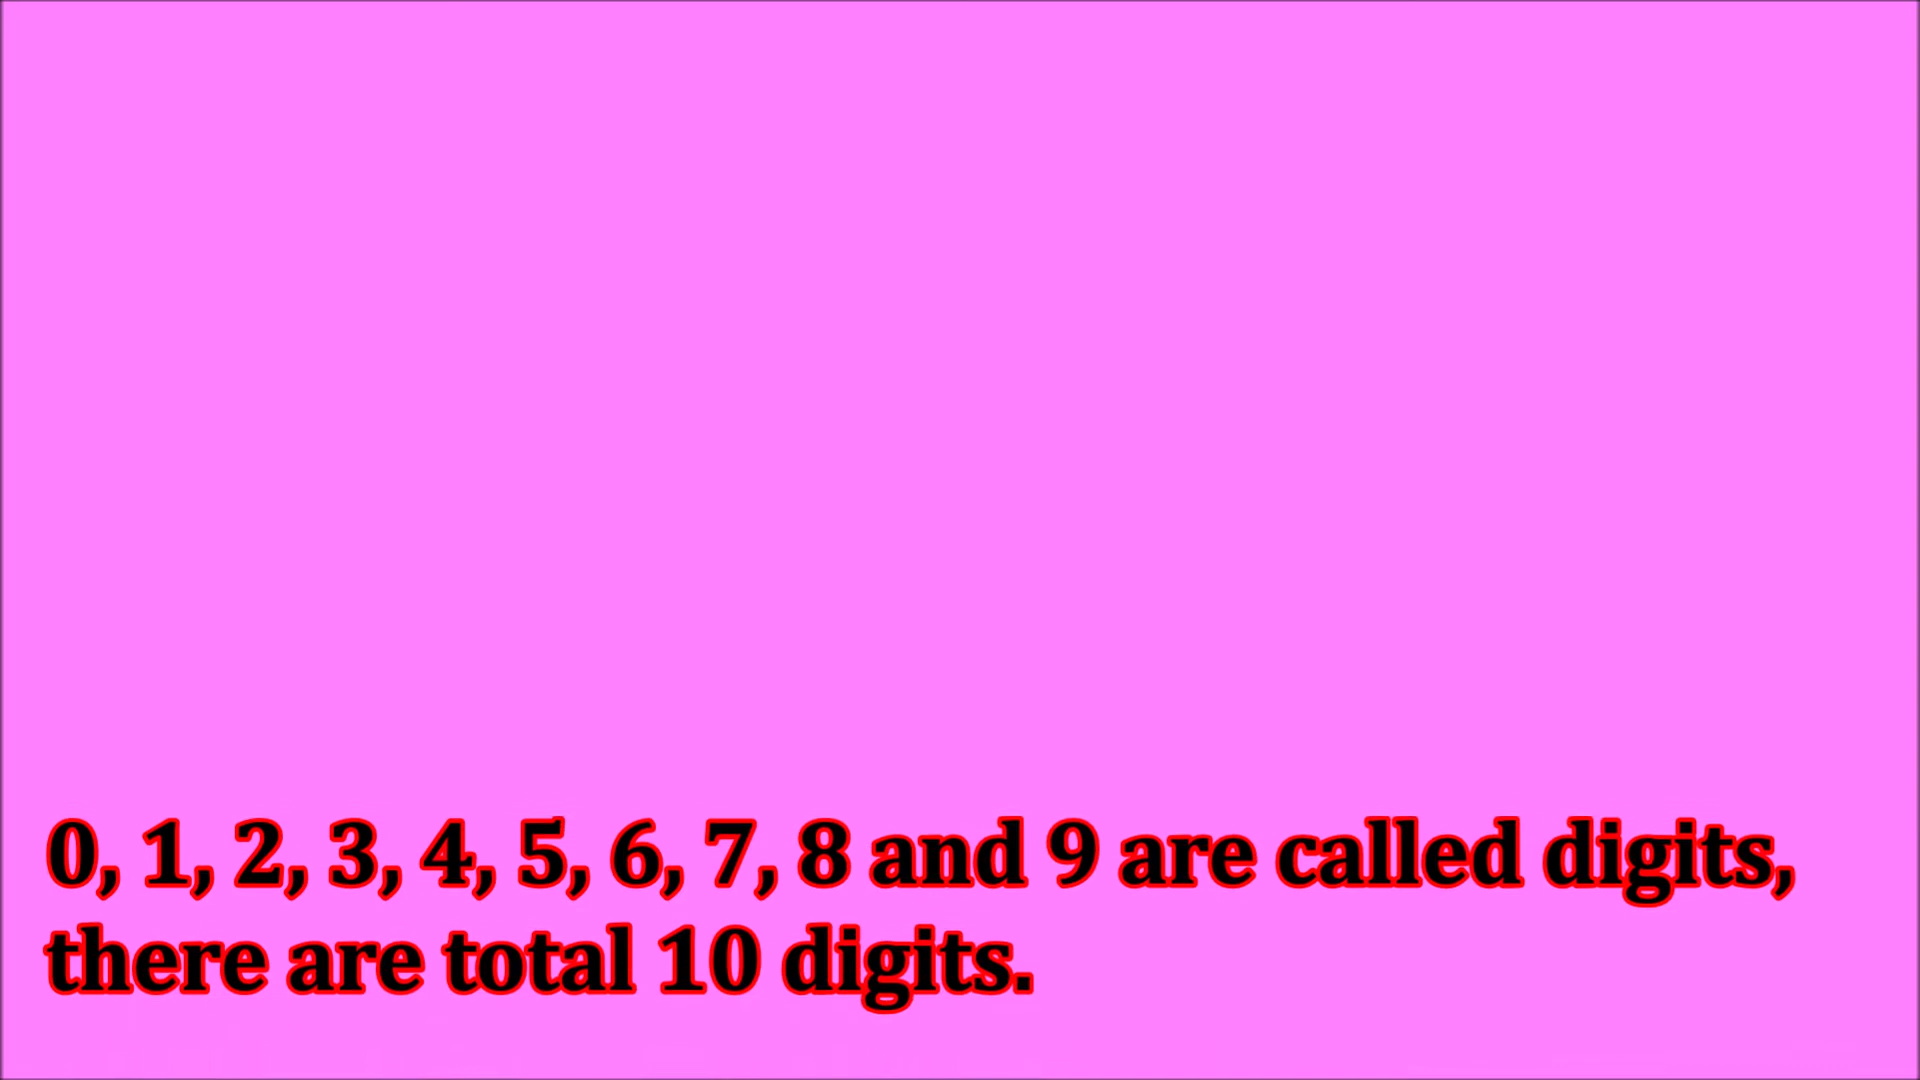 0, 1, 2, 3, 4, 5, 6, 7, 8 and 9 are called digits,
there are total 10 digits.